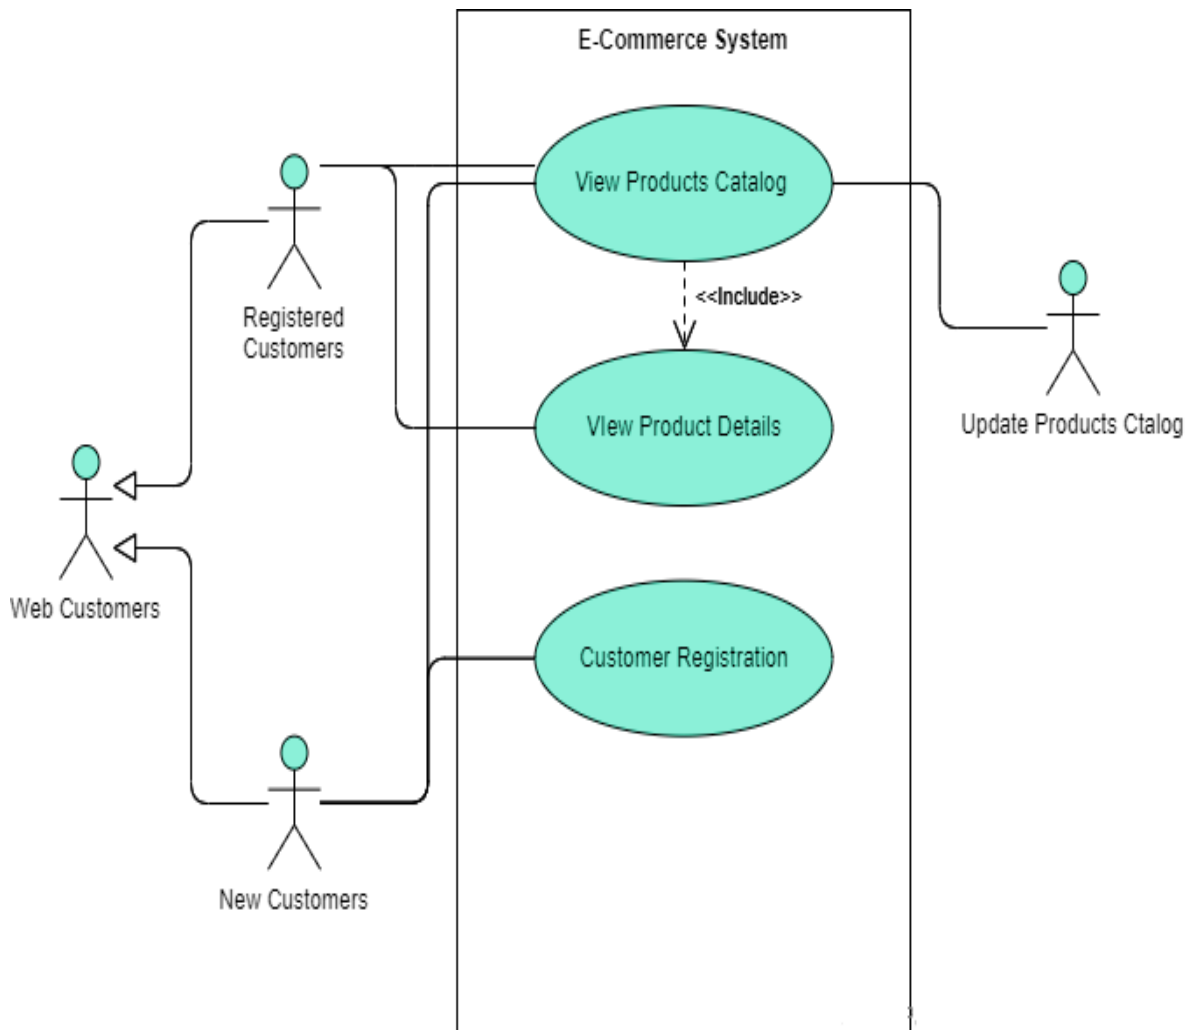 E-Commerce System
View Products Catalog
<<Include>>
Registered
Customers
VIew Product Details
Update Products Ctalog
Web Customers
Customer Registration
New Customers